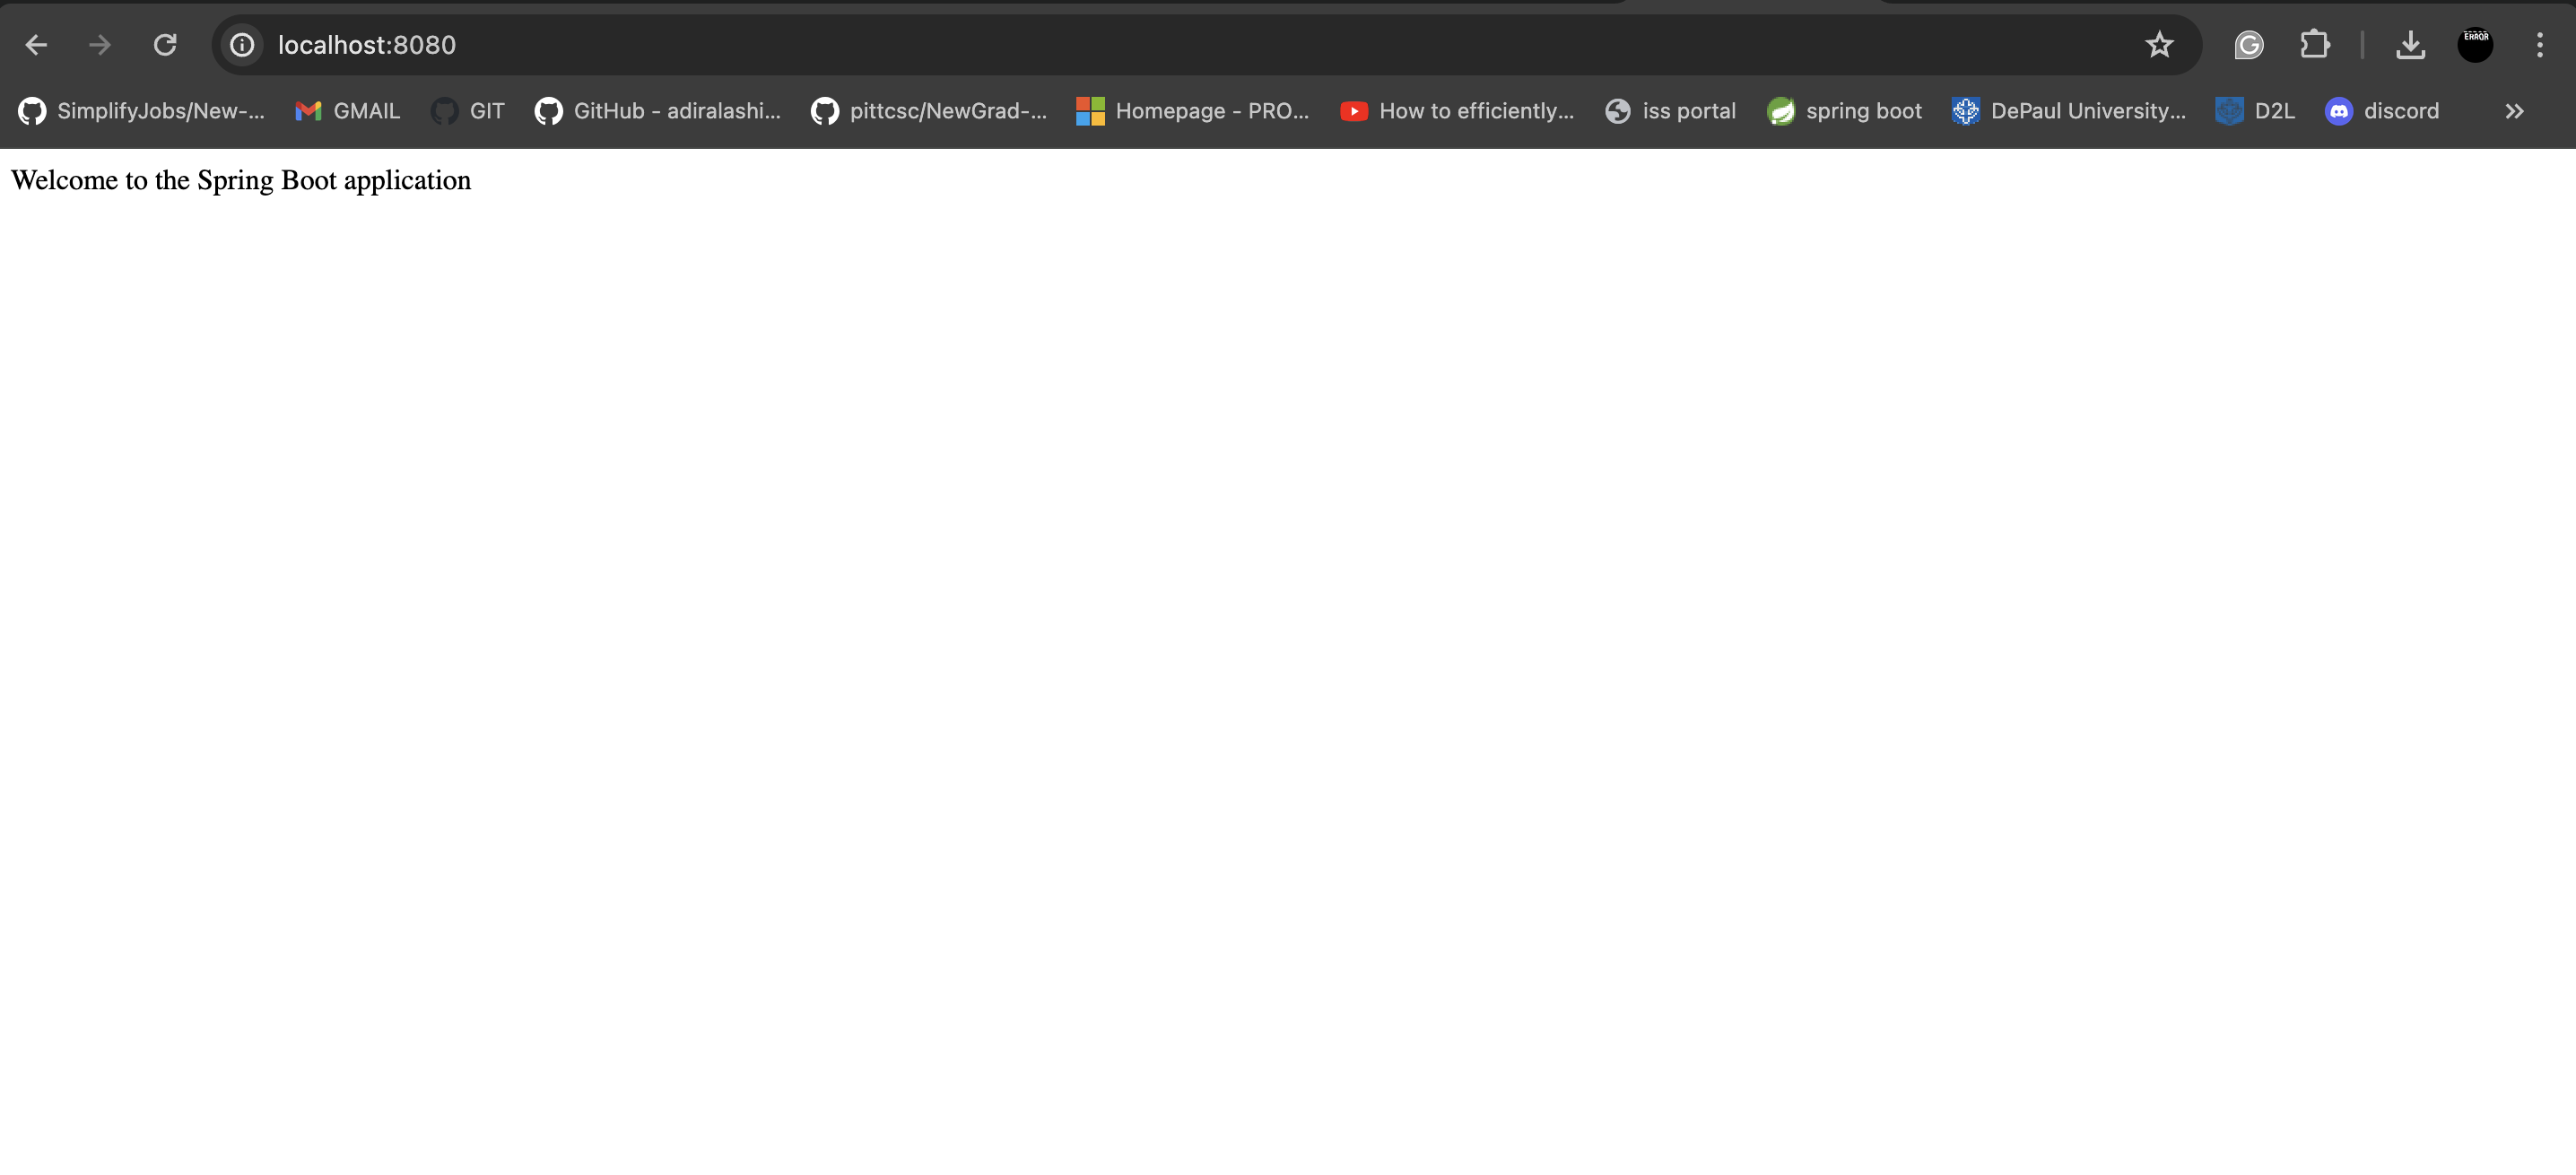 localhost:8080
SimplifyJobs/New-... GMAIL GIT GitHub - adiralashi... pittcsc/NewGrad-... Homepage - PRO... How to efficiently... iss portal spring boot DePaul University... D2L discord
Welcome to the Spring Boot application
ERROR